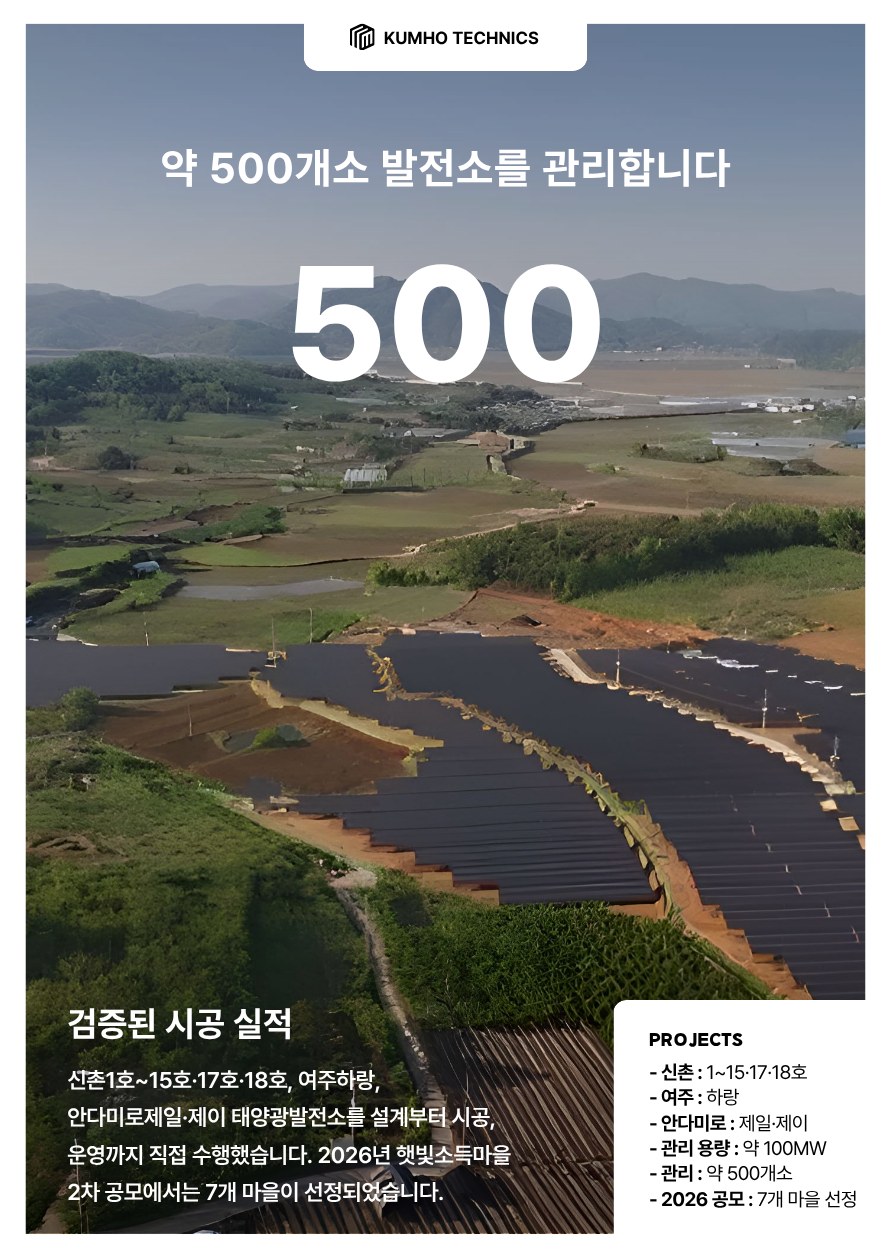 KUMHO TECHNICS
약 500개소 발전소를 관리합니다
500
검증된 시공 실적
신촌1호~15호·17호·18호, 여주하랑,
안다미로제일·제이 태양광발전소를 설계부터 시공,
운영까지 직접 수행했습니다. 2026년 햇빛소득마을
2차 공모에서는 7개 마을이 선정되었습니다.
PROJECTS
- 신촌 : 1~15·17·18호
- 여주 : 하랑
- 안다미로 : 제일·제이
- 관리 용량 : 약 100MW
- 관리 : 약 500개소
- 2026 공모 : 7개 마을 선정